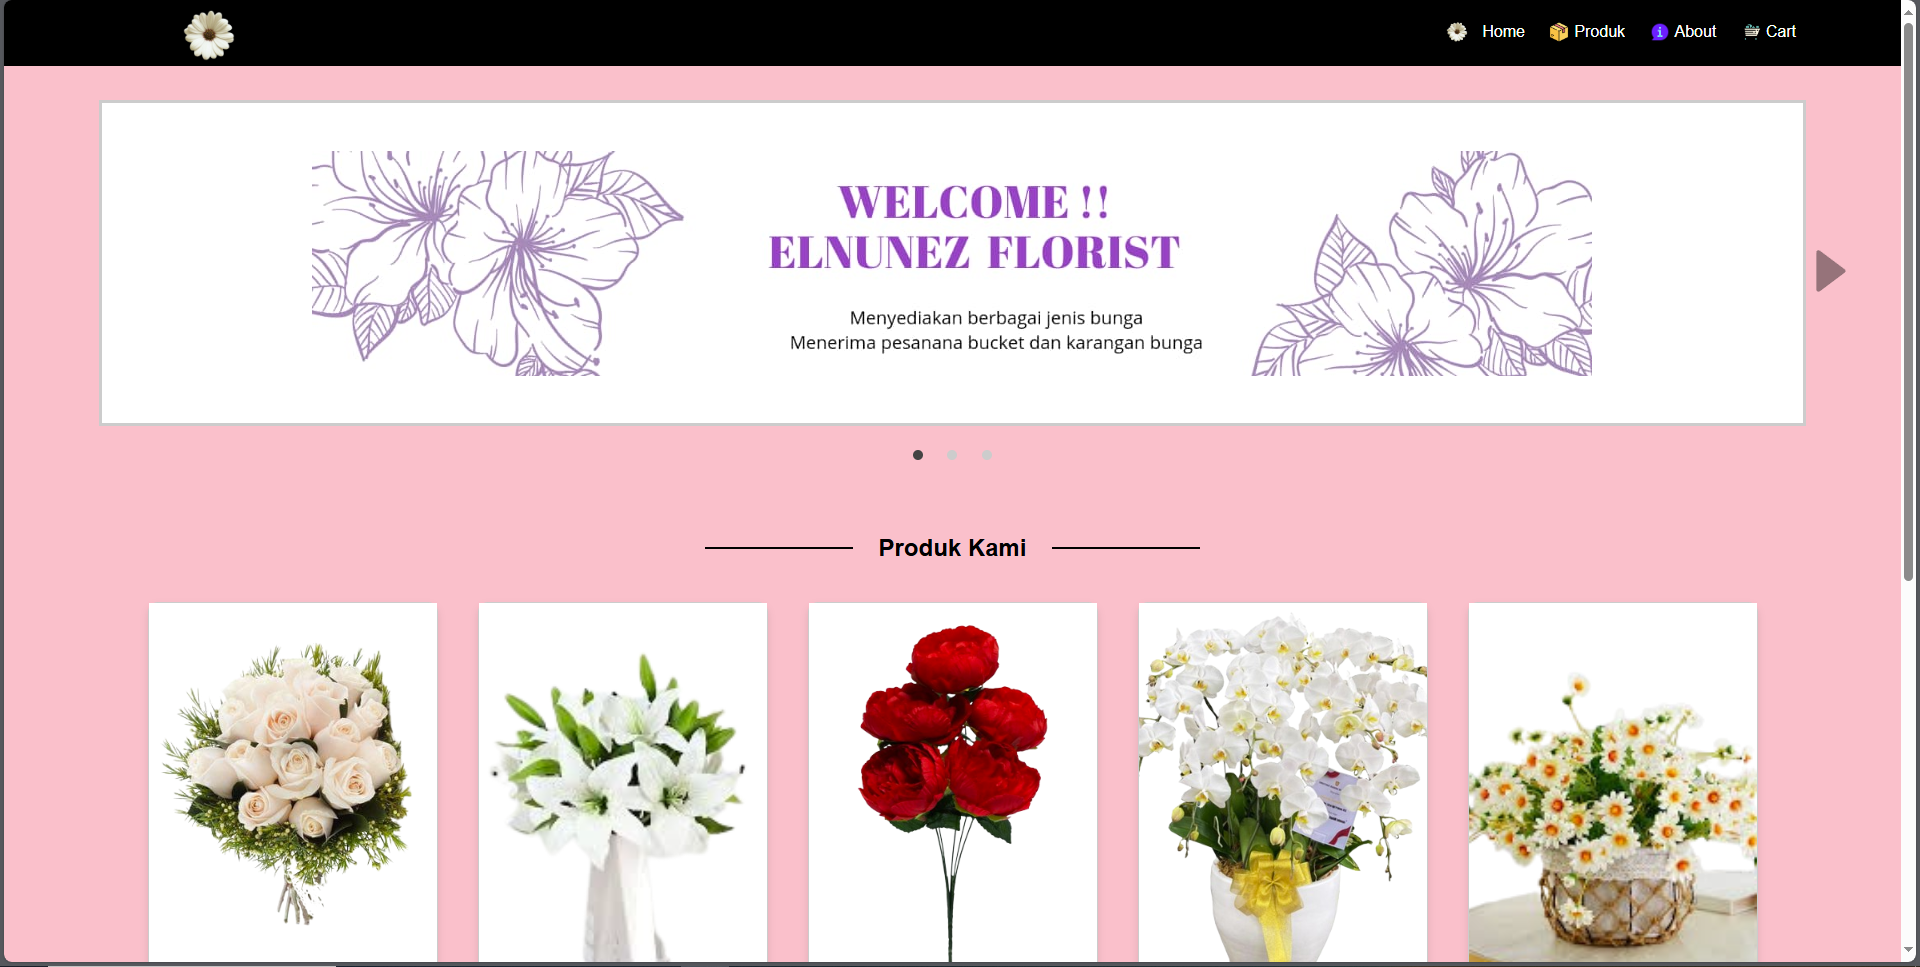 Home
Produk
About
Cart
WELCOME !!
ELNUNEZ FLORIST
Menyediakan berbagai jenis bunga
Menerima pesanana bucket dan karangan bunga
Produk Kami